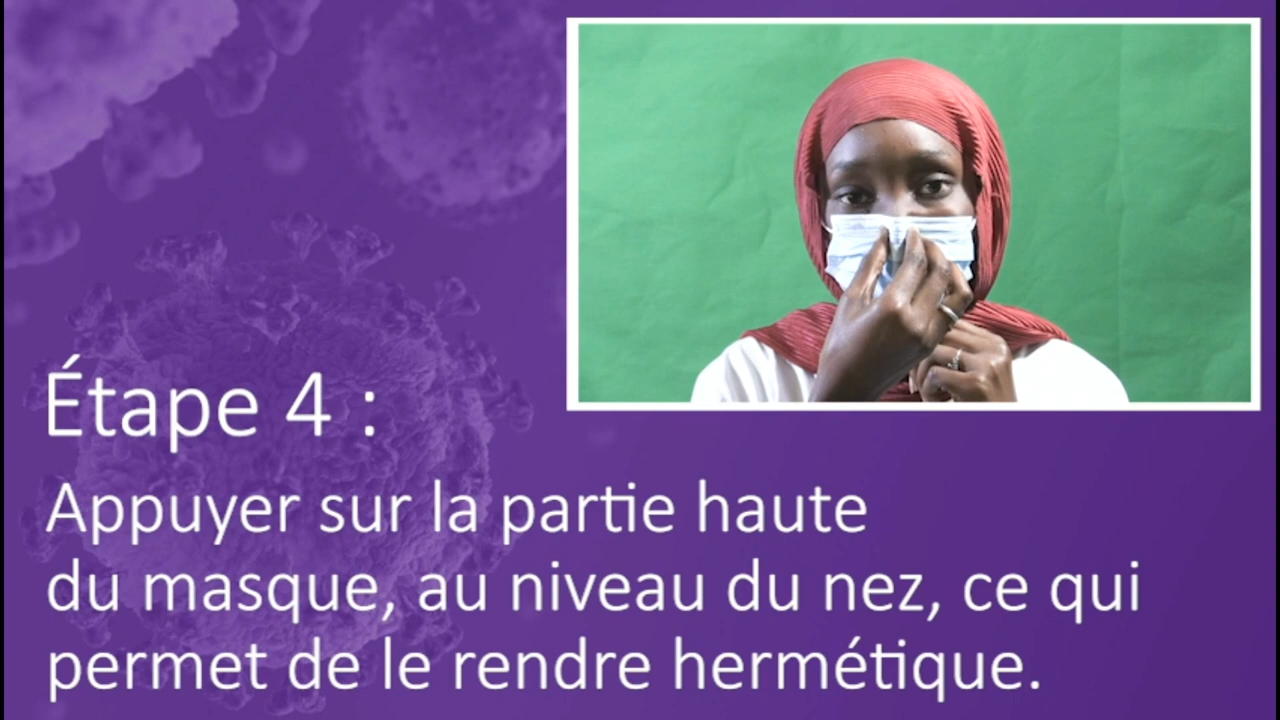 Étape 4 :
Appuyer sur la partie haute
du masque, au niveau du nez, ce qui
permet de le rendre hermétique.